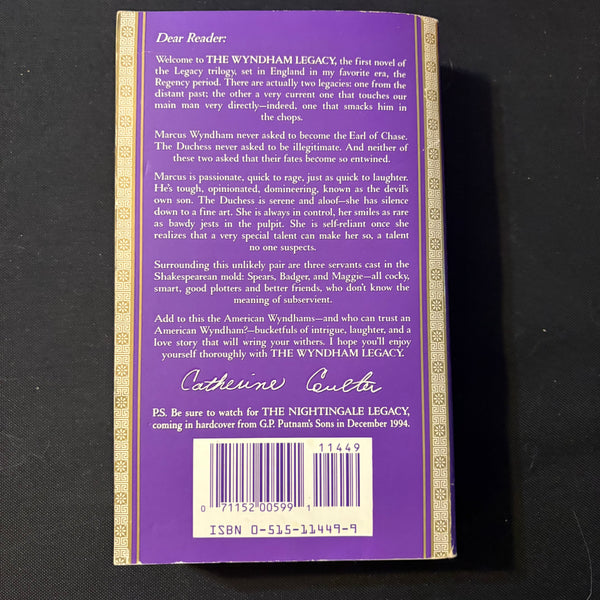 Dear Reader:
Welcome to THE WYNDHAM LEGACY, the first novel of
the Legacy trilogy, set in England in my favorite era, the
Regency period. There are actually two legacies: one from the
distant past; the other a very current one that touches our
main man very directly—indeed, one that smacks him in
the chops.
Marcus Wyndham never asked to become the Earl of Chase.
The Duchess never asked to be illegitimate. And neither of
these two asked that their fates become so entwined.
Marcus is passionate, quick to rage, just as quick to laughter.
He's tough, opinionated, domineering, known as the devil's
own son. The Duchess is serene and aloof—she has silence
down to a fine art. She is always in control, her smiles as rare
as bawdy jests in the pulpit. She is self-reliant once she
realizes that a very special talent can make her so, a talent
no one suspects.
Surrounding this unlikely pair are three servants cast in the
Shakespearean mold: Spears, Badger, and Maggie—all cocky,
smart, good plotters and better friends, who don't know the
meaning of subservient.
Add to this the American Wyndhams—and who can trust an
American Wyndham?—bucketfuls of intrigue, laughter, and a
love story that will wring your withers. I hope you'll enjoy
yourself thoroughly with THE WYNDHAM LEGACY.
Catherine Coulter
P.S. Be sure to watch for THE NIGHTINGALE LEGACY,
coming in hardcover from G.P. Putnam's Sons in December 1994.
11449
0 71152 00599 1
ISBN 0-515-11449-9